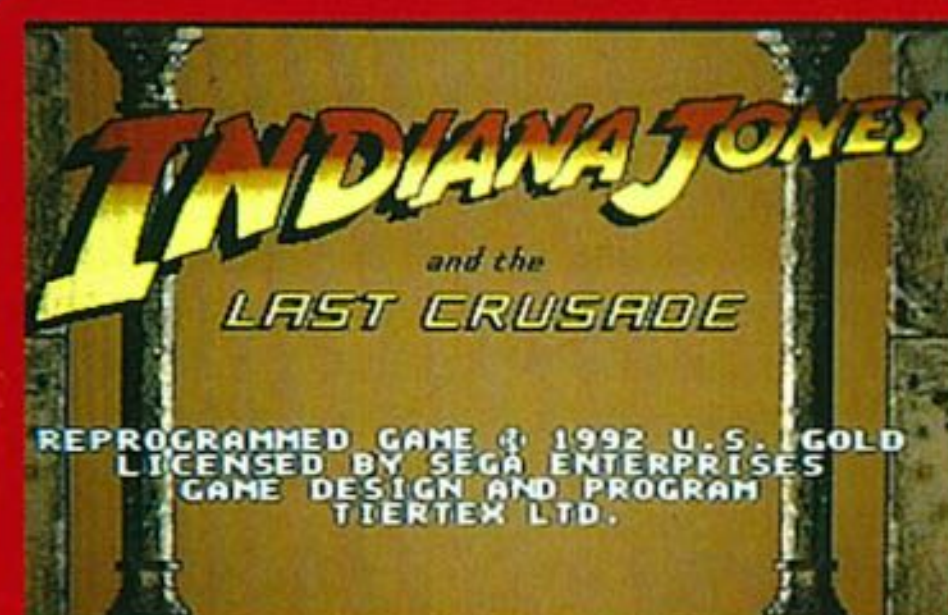 INDIANA JONES
and the
LAST CRUSADE
REPROGRAMMED GAME © 1992 U.S. GOLD
LICENSED BY SEGA ENTERPRISES
GAME DESIGN AND PROGRAM
TIERTEX LTD.